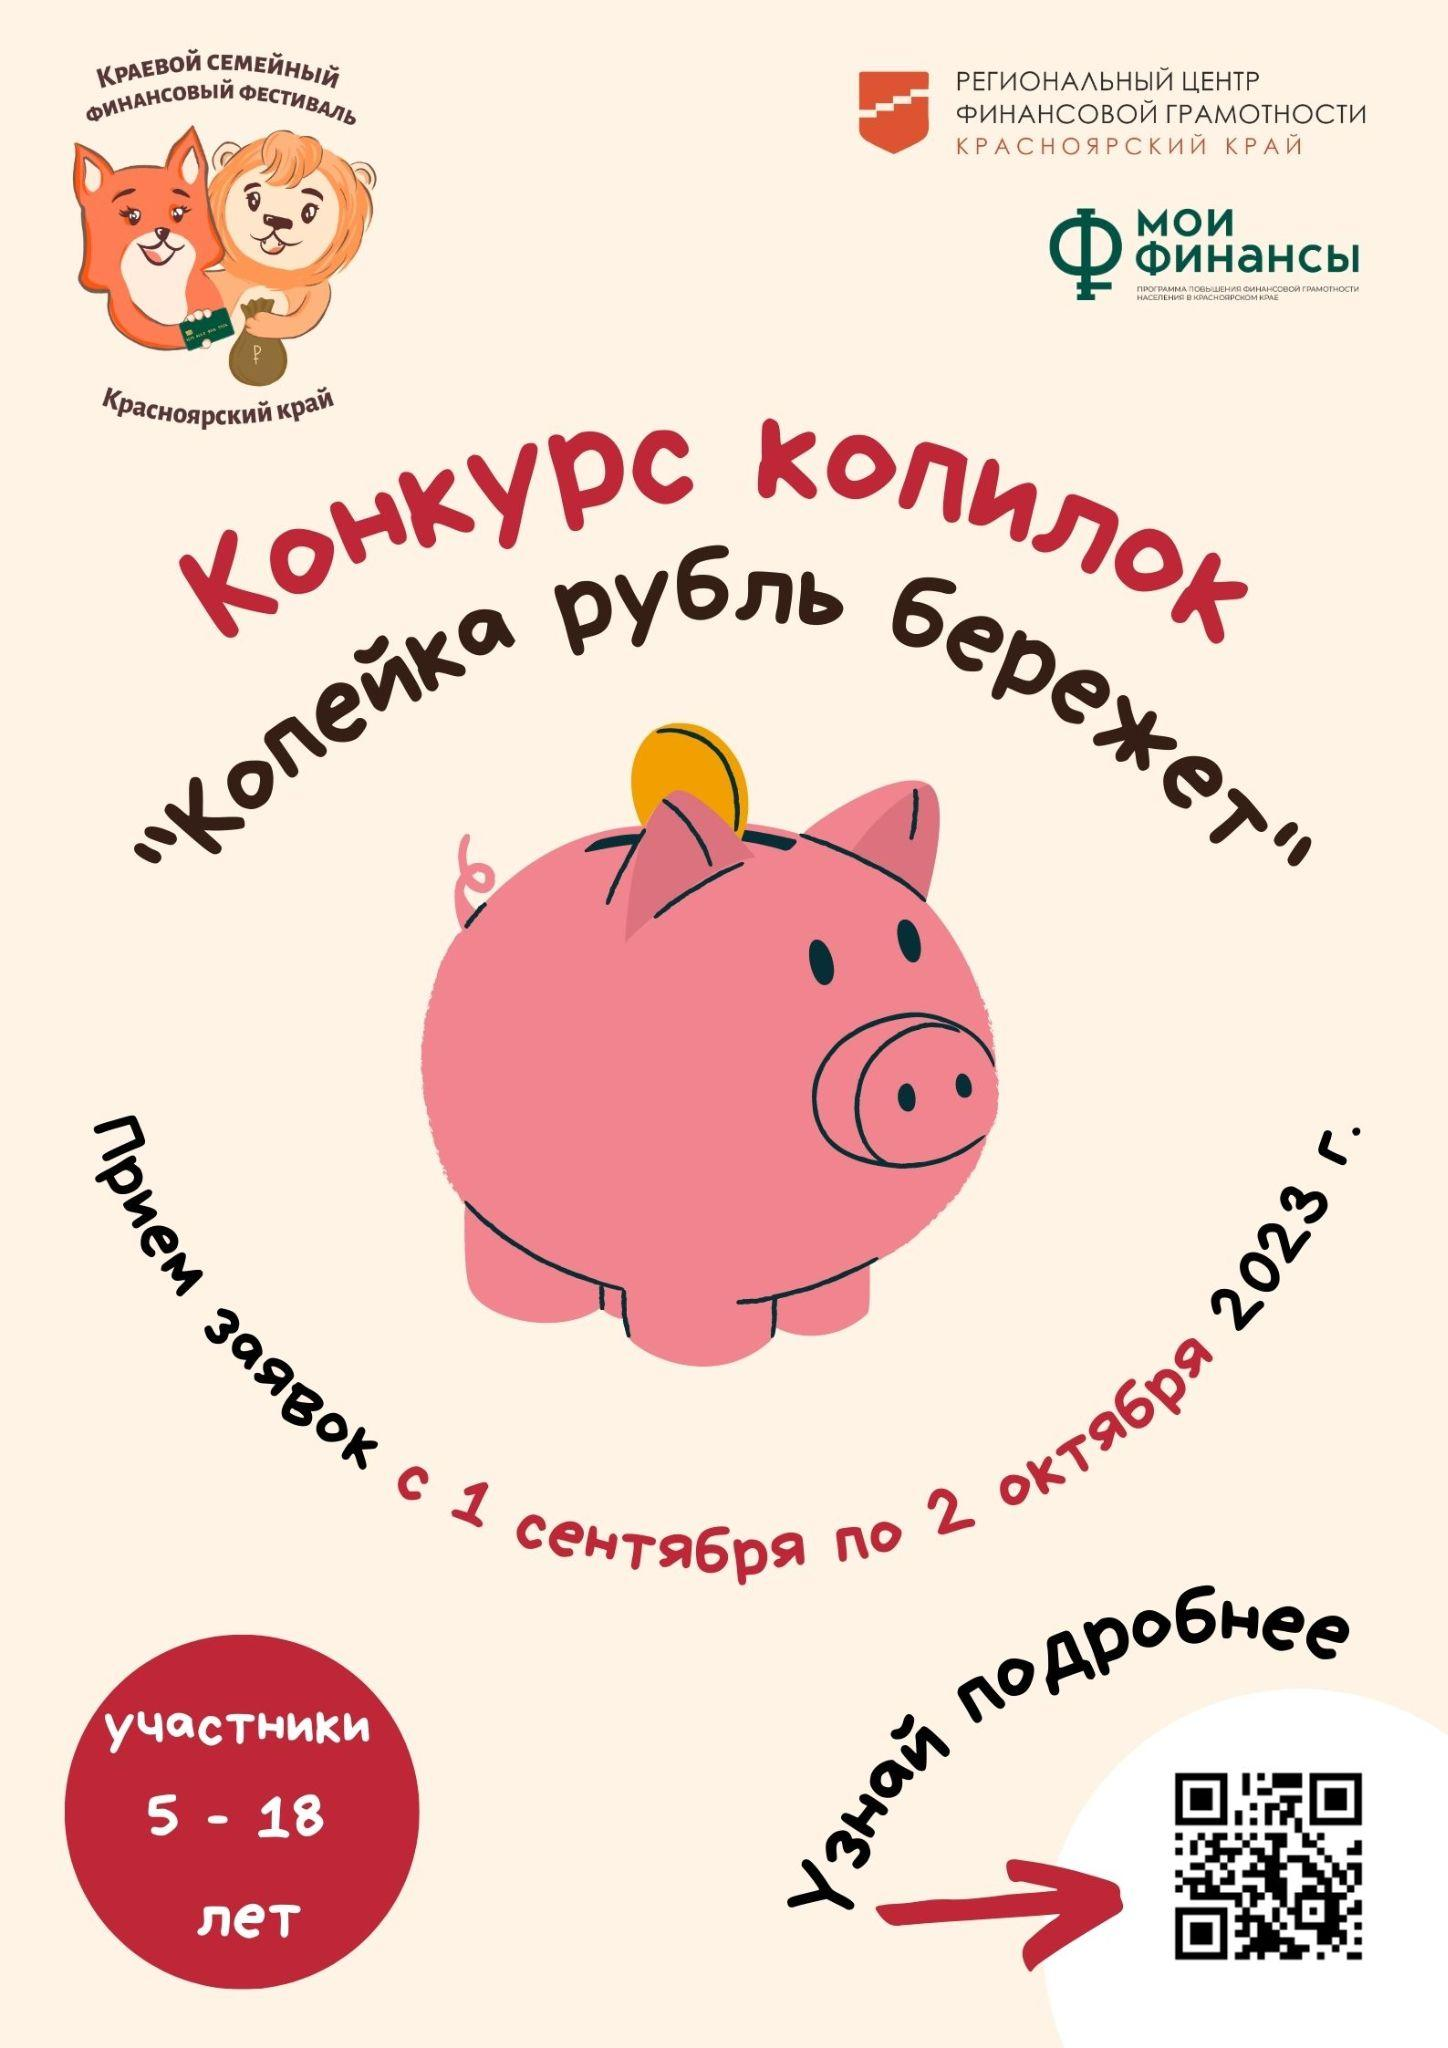 Краевой семейный
финансовый фестиваль
Красноярский край
РЕГИОНАЛЬНЫЙ ЦЕНТР
ФИНАНСОВОЙ ГРАМОТНОСТИ
КРАСНОЯРСКИЙ КРАЙ
мои
финансы
ПРОГРАММА ПОВЫШЕНИЯ ФИНАНСОВОЙ ГРАМОТНОСТИ
НАСЕЛЕНИЯ В КРАСНОЯРСКОМ КРАЕ
Конкурс копилок
"Копейка рубль бережет"
Прием заявок с 1 сентября по 2 октября 2023 г.
участники
5 - 18
лет
Узнай подробнее